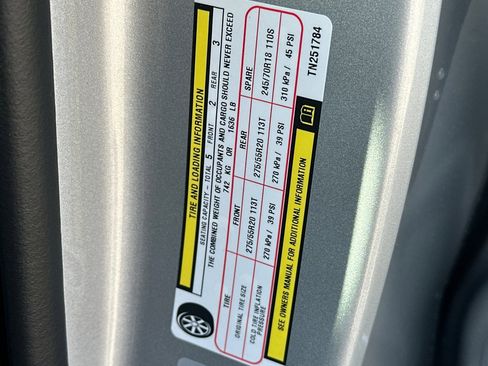 TIRE AND LOADING INFORMATION
SEATING CAPACITY - TOTAL 5 FRONT 2 REAR 3
THE COMBINED WEIGHT OF OCCUPANTS AND CARGO SHOULD NEVER EXCEED
742 KG OR 1636 LB
TIRE FRONT REAR SPARE
ORIGINAL TIRE SIZE 275/55R20 113T 275/55R20 113T 245/70R18 110S
COLD TIRE INFLATION
PRESSURE 270 kPa / 39 PSI 270 kPa / 39 PSI 310 kPa / 45 PSI
SEE OWNERS MANUAL FOR ADDITIONAL INFORMATION
TN251784